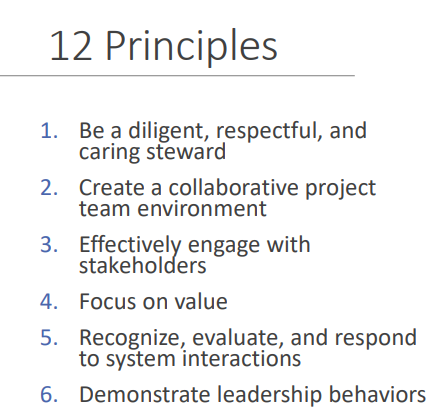 12 Principles
1. Be a diligent, respectful, and
caring steward
2. Create a collaborative project
team environment
3. Effectively engage with
stakeholders
4. Focus on value
5. Recognize, evaluate, and respond
to system interactions
6. Demonstrate leadership behaviors